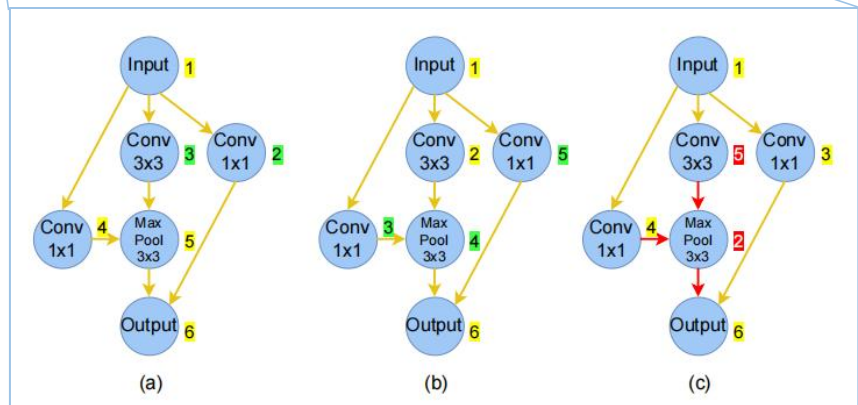 Input 1
Conv
3x3
3
Conv
1x1
2
Conv
1x1
4
Max
Pool
3x3
5
Output 6
(a)
Input 1
Conv
3x3
2
Conv
1x1
5
Conv
1x1
3
Max
Pool
3x3
4
Output 6
(b)
Input 1
Conv
3x3
5
Conv
1x1
3
Conv
1x1
4
Max
Pool
3x3
2
Output 6
(c)